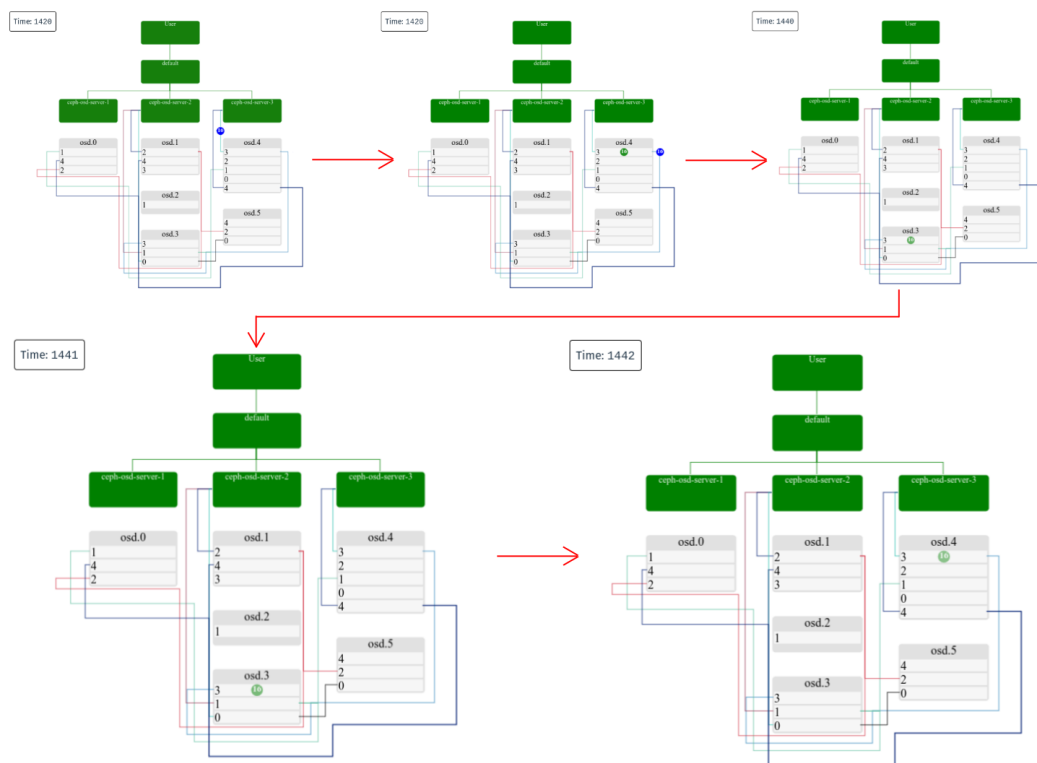 Time: 1420
User
default
ceph-osd-server-1
ceph-osd-server-2
ceph-osd-server-3
osd.0
1
4
2
osd.1
2
4
3
osd.2
1
osd.3
3
1
0
osd.4
3
2
1
0
4
osd.5
4
2
0
Time: 1420
User
default
ceph-osd-server-1
ceph-osd-server-2
ceph-osd-server-3
osd.0
1
4
2
osd.1
2
4
3
osd.2
1
osd.3
3
1
0
osd.4
3
2
1
0
4
osd.5
4
2
0
Time: 1440
User
default
ceph-osd-server-1
ceph-osd-server-2
ceph-osd-server-3
osd.0
1
4
2
osd.1
2
4
3
osd.2
1
osd.3
3
1
0
osd.4
3
2
1
0
4
osd.5
4
2
0
Time: 1441
User
default
ceph-osd-server-1
ceph-osd-server-2
ceph-osd-server-3
osd.0
1
4
2
osd.1
2
4
3
osd.2
1
osd.3
3
1
0
osd.4
3
2
1
0
4
osd.5
4
2
0
Time: 1442
User
default
ceph-osd-server-1
ceph-osd-server-2
ceph-osd-server-3
osd.0
1
4
2
osd.1
2
4
3
osd.2
1
osd.3
3
1
0
osd.4
3
2
1
0
4
osd.5
4
2
0